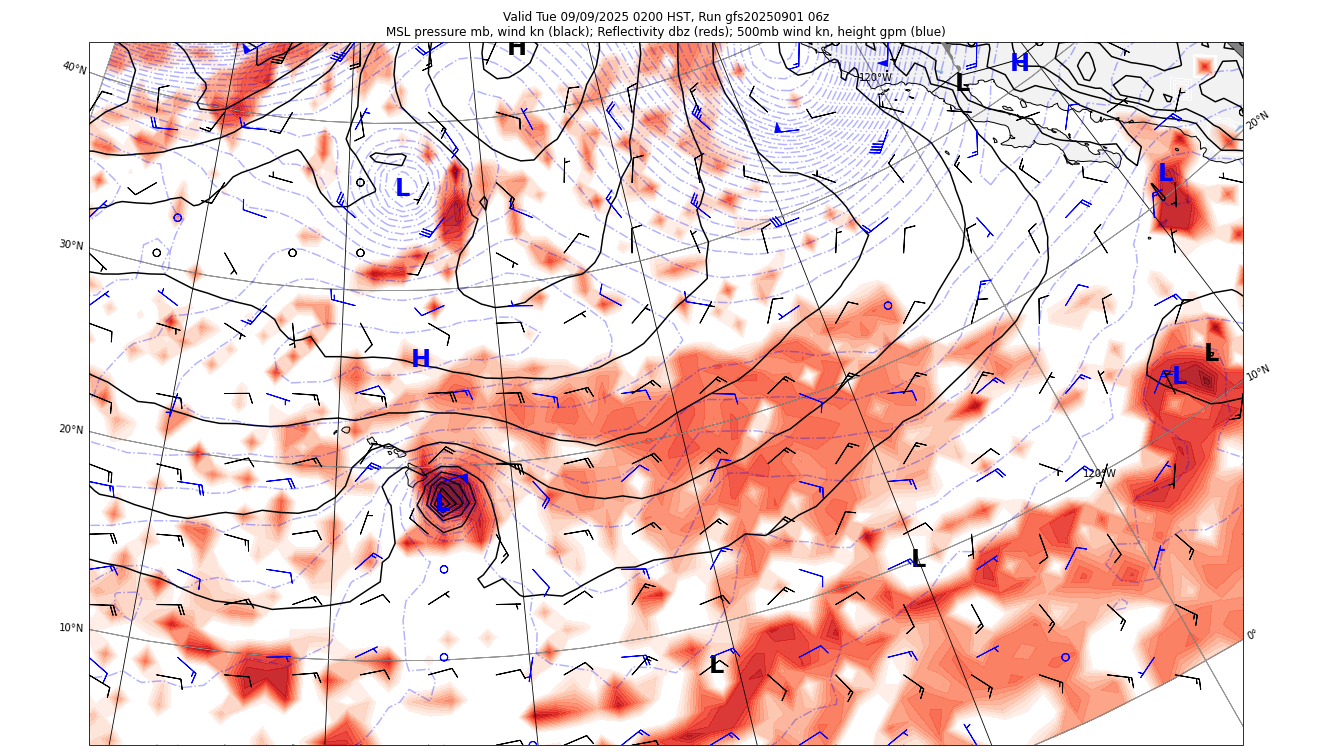 Valid Tue 09/09/2025 0200 HST, Run gfs20250901 06z
MSL pressure mb, wind kn (black); Reflectivity dbz (reds); 500mb wind kn, height gpm (blue)
H
H
40°N
120°W
L
20°N
L
L
30°N
H
L
L
10°N
20°N
120°W
L
L
10°N
0°
L